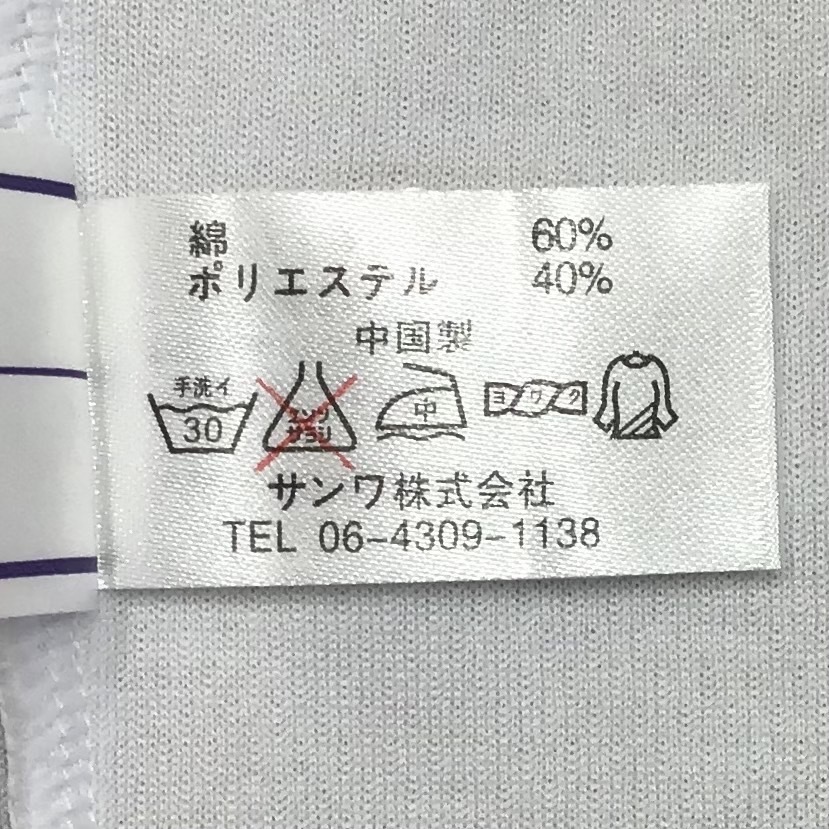 綿 60%
ポリエステル 40%
中国製
手洗イ
30
エンソ
サラシ
中
ヨワク
サンワ株式会社
TEL 06-4309-1138